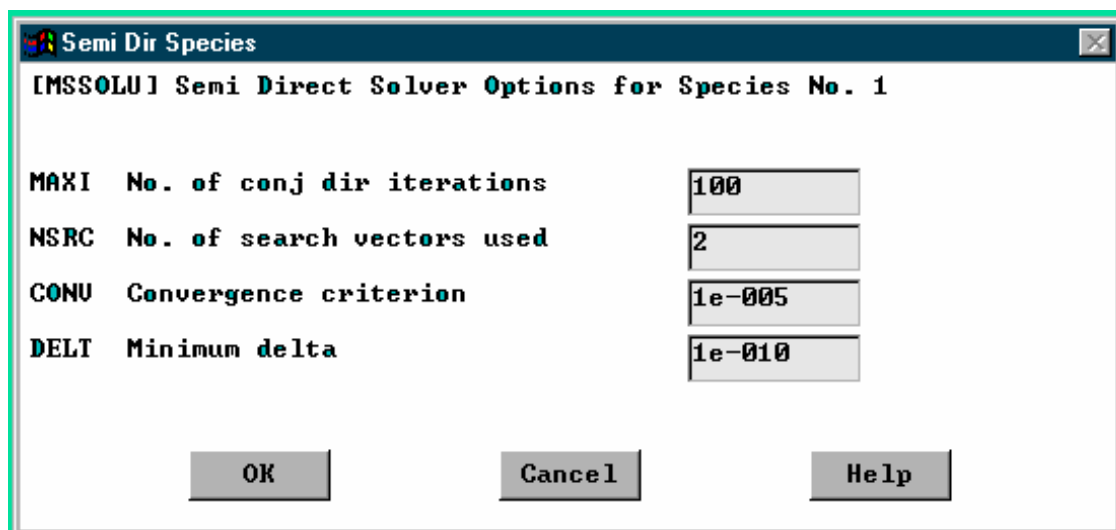 Semi Dir Species
[MSSOLU] Semi Direct Solver Options for Species No. 1
MAXI No. of conj dir iterations 100
NSRC No. of search vectors used 2
CONV Convergence criterion 1e-005
DELT Minimum delta 1e-010
OK Cancel Help